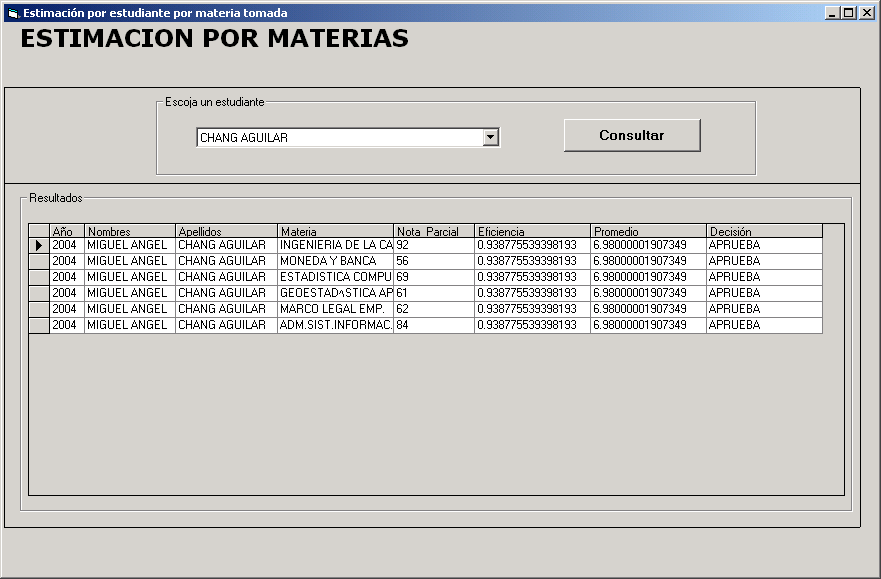 Estimación por estudiante por materia tomada
ESTIMACION POR MATERIAS
Escoja un estudiante
CHANG AGUILAR
Consultar
Resultados
Año Nombres Apellidos Materia Nota Parcial Eficiencia Promedio Decisión
2004 MIGUEL ANGEL CHANG AGUILAR INGENIERIA DE LA CA 92 0.938775539398193 6.98000001907349 APRUEBA
2004 MIGUEL ANGEL CHANG AGUILAR MONEDA Y BANCA 56 0.938775539398193 6.98000001907349 APRUEBA
2004 MIGUEL ANGEL CHANG AGUILAR ESTADISTICA COMPU 69 0.938775539398193 6.98000001907349 APRUEBA
2004 MIGUEL ANGEL CHANG AGUILAR GEOESTAD^STICA AP 61 0.938775539398193 6.98000001907349 APRUEBA
2004 MIGUEL ANGEL CHANG AGUILAR MARCO LEGAL EMP. 62 0.938775539398193 6.98000001907349 APRUEBA
2004 MIGUEL ANGEL CHANG AGUILAR ADM.SIST.INFORMAC. 84 0.938775539398193 6.98000001907349 APRUEBA